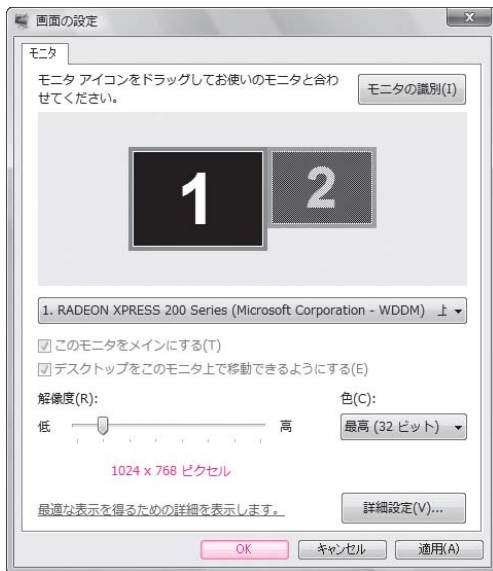 画面の設定
モニタ
モニタ アイコンをドラッグしてお使いのモニタと合わ
せてください。
モニタの識別(I)
1
2
1. RADEON XPRESS 200 Series (Microsoft Corporation - WDDM) 上
このモニタをメインにする(T)
デスクトップをこのモニタ上で移動できるようにする(E)
解像度(R):
色(C):
低
高
最高 (32 ビット)
1024 x 768 ピクセル
最適な表示を得るための詳細を表示します。
詳細設定(V)...
OK
キャンセル
適用(A)